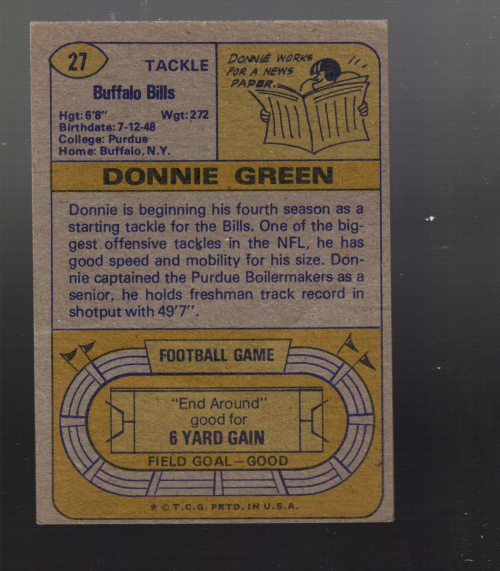 27
TACKLE
Buffalo Bills
Hgt: 6'8" Wgt: 272
Birthdate: 7-12-48
College: Purdue
Home: Buffalo, N.Y.
DONNIE WORKS
FOR A NEWS
PAPER.
DONNIE GREEN
Donnie is beginning his fourth season as a
starting tackle for the Bills. One of the big-
gest offensive tackles in the NFL, he has
good speed and mobility for his size. Don-
nie captained the Purdue Boilermakers as a
senior, he holds freshman track record in
shotput with 49'7".
FOOTBALL GAME
"End Around"
good for
6 YARD GAIN
FIELD GOAL—GOOD
* © T.C.G. PRTD. IN U.S.A.